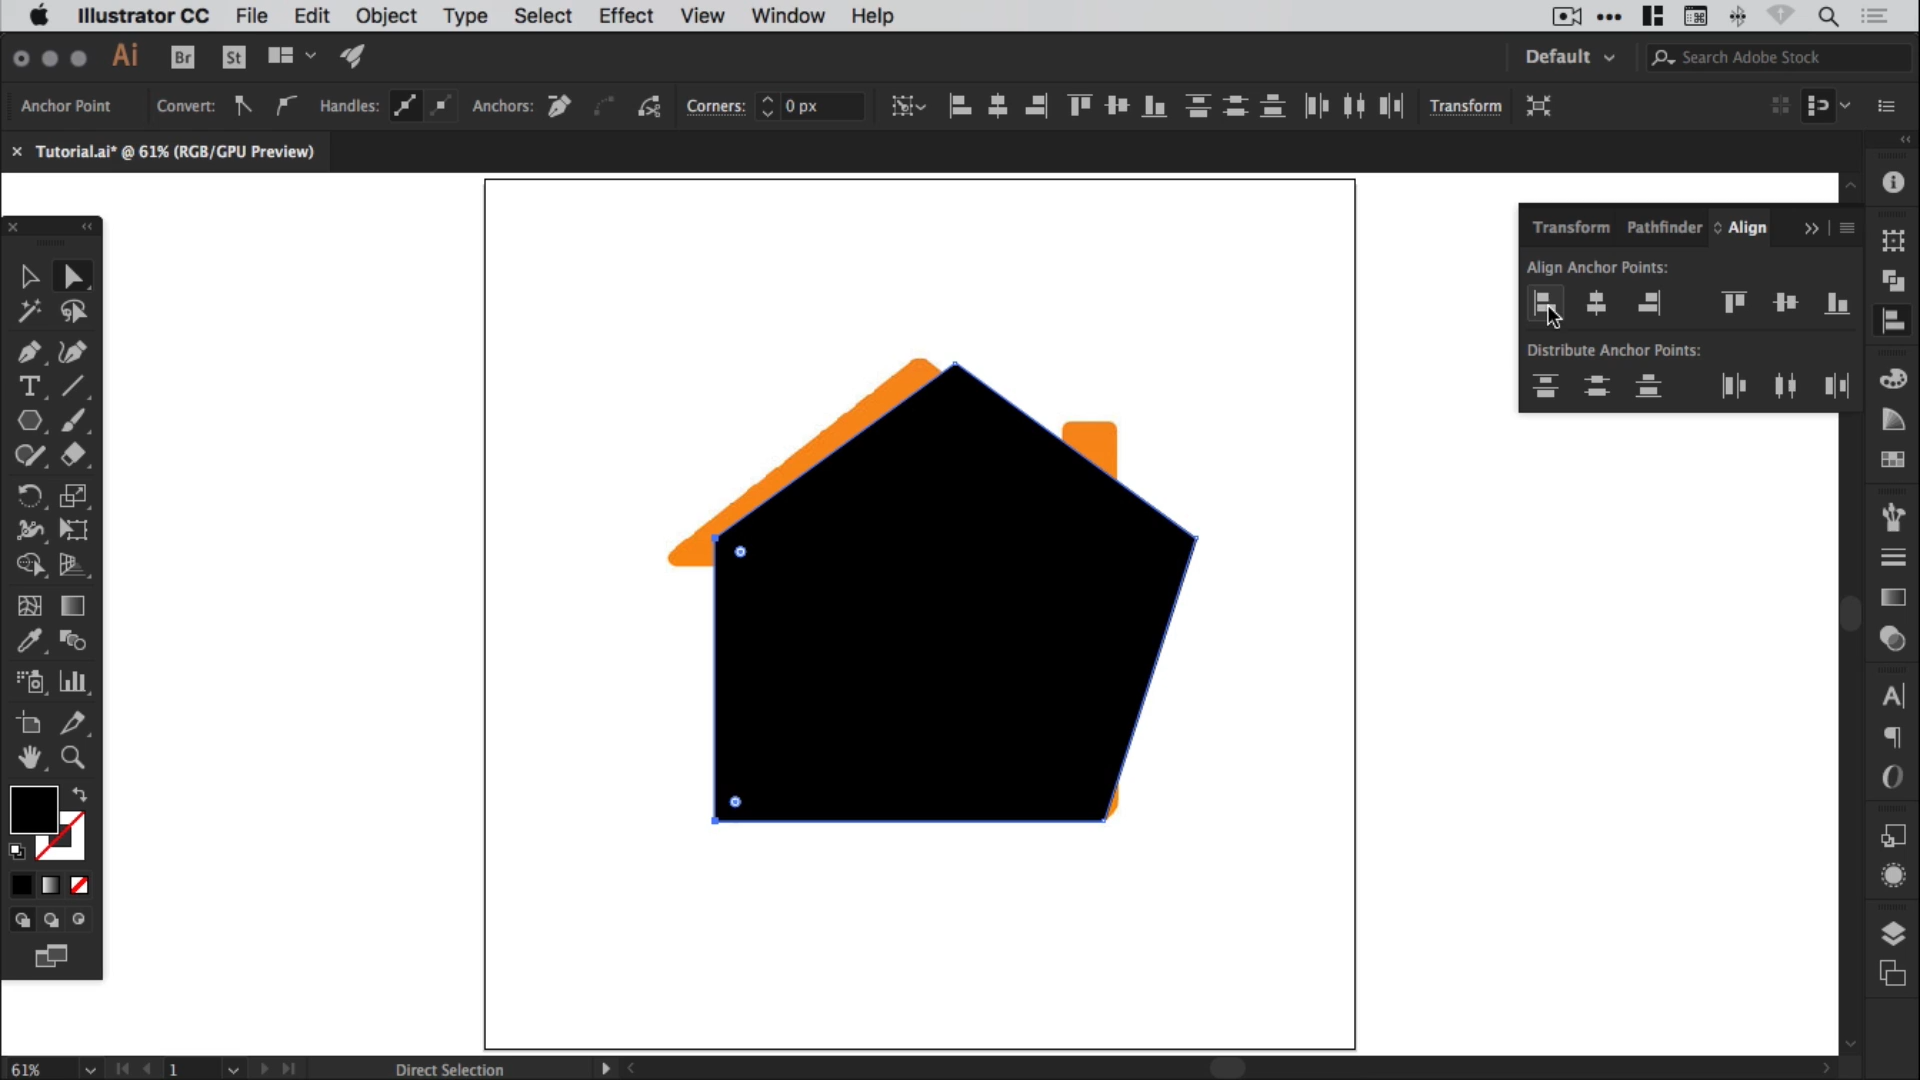 Illustrator CC File Edit Object Type Select Effect View Window Help
Ai Br St Default Search Adobe Stock
Anchor Point Convert: Handles: Anchors: Corners: 0 px Transform
× Tutorial.ai* @ 61% (RGB/GPU Preview)
Transform Pathfinder Align
Align Anchor Points:
Distribute Anchor Points:
61% 1 Direct Selection